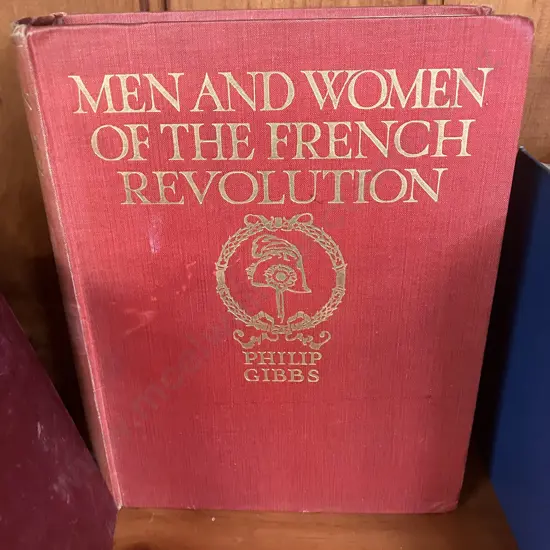 MEN AND WOMEN
OF THE FRENCH
REVOLUTION
PHILIP
GIBBS